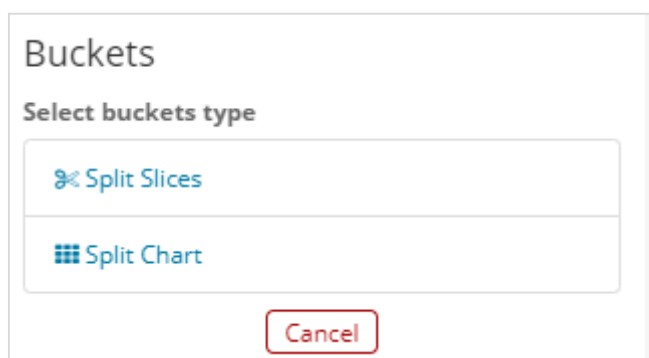 Buckets
Select buckets type
Split Slices
Split Chart
Cancel